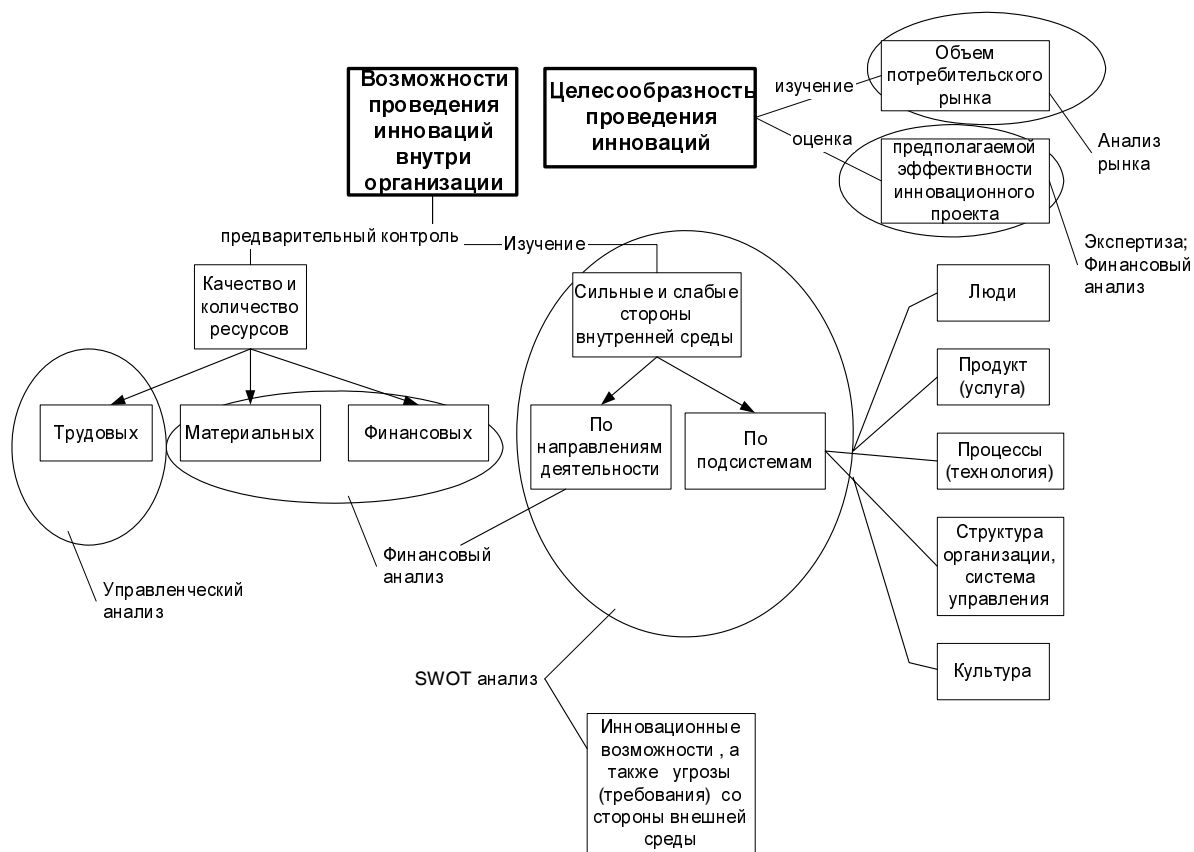 Возможности
проведения
инноваций
внутри
организации
Целесообразность
проведения
инноваций
изучение
оценка
Объем
потребительского
рынка
предполагаемой
эффективности
инновационного
проекта
Анализ
рынка
Экспертиза;
Финансовый
анализ
предварительный контроль
Изучение
Качество и
количество
ресурсов
Сильные и слабые
стороны
внутренней среды
Трудовых
Материальных
Финансовых
По
направлениям
деятельности
По
подсистемам
Люди
Продукт
(услуга)
Процессы
(технология)
Структура
организации,
система
управления
Культура
Управленческий
анализ
Финансовый
анализ
SWOT анализ
Инновационные
возможности , а
также угрозы
(требования) со
стороны внешней
среды